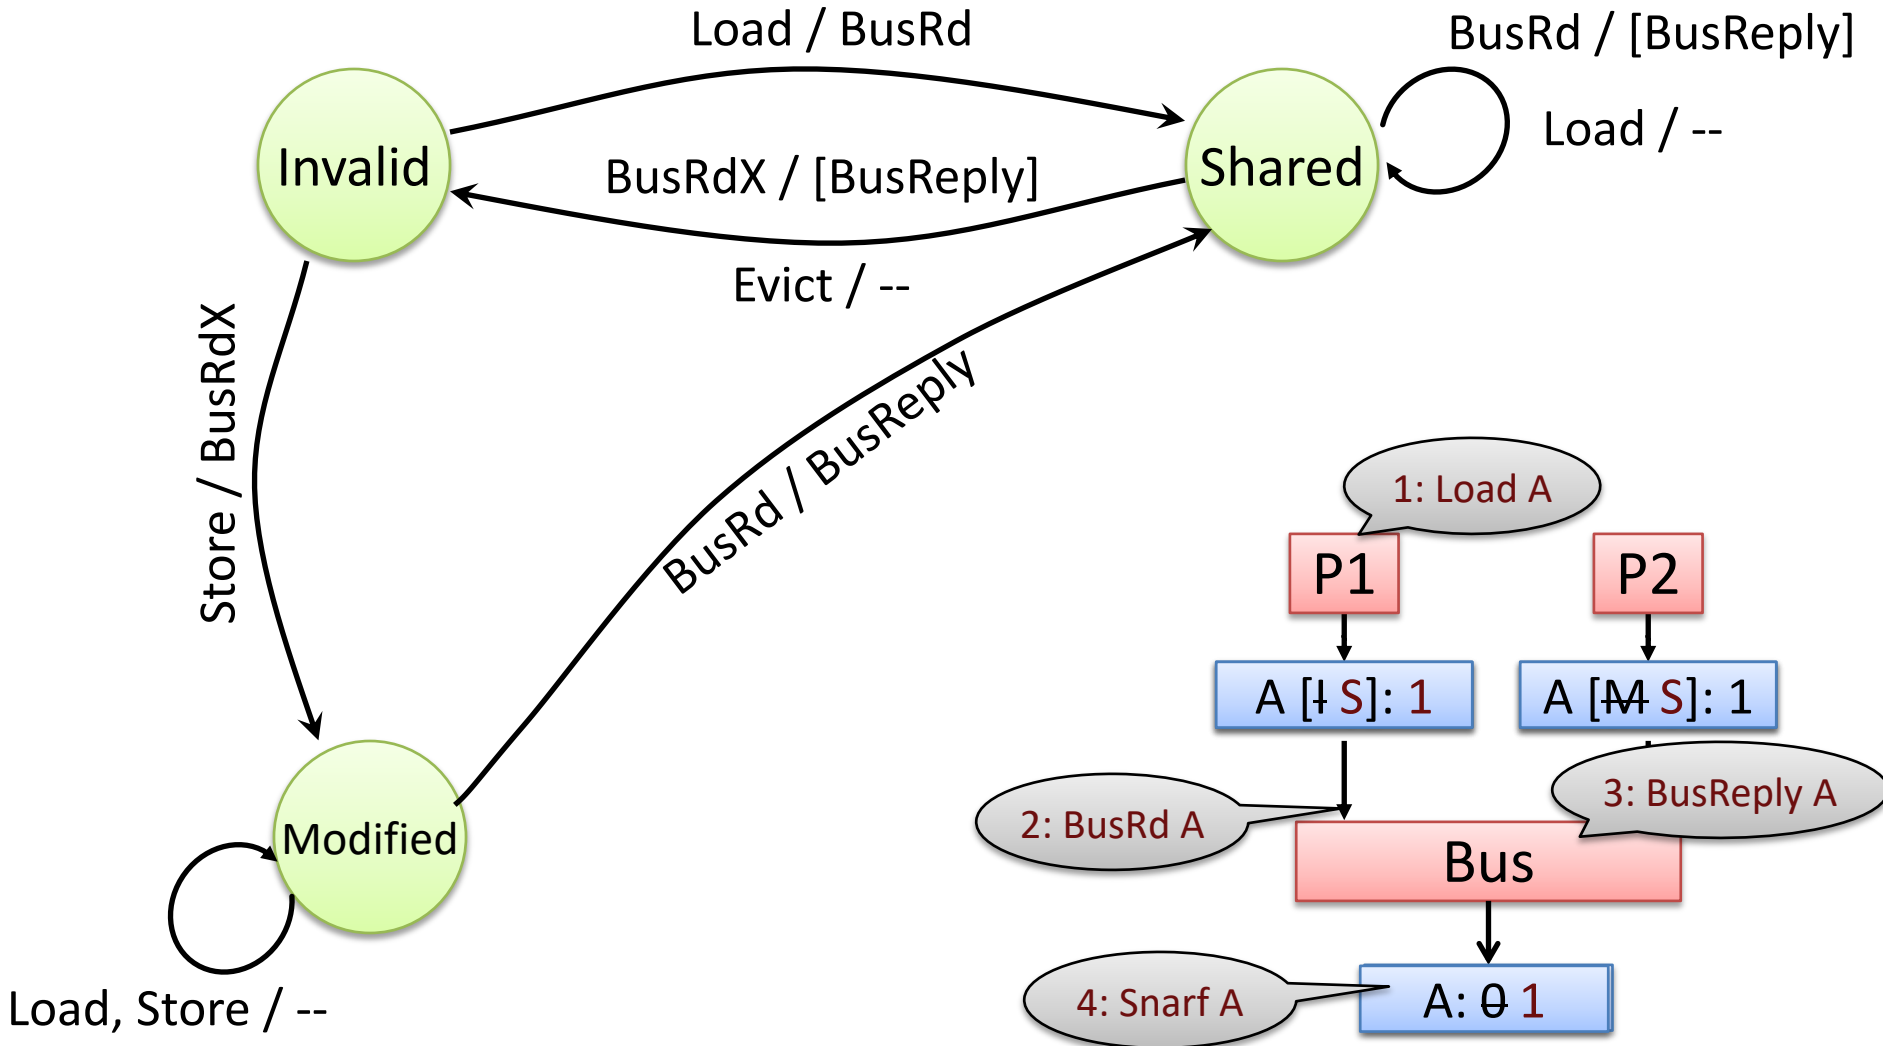 Load / BusRd
BusRd / [BusReply]
Load / --
Invalid
Shared
BusRdX / [BusReply]
Evict / --
Store / BusRdX
BusRd / BusReply
Modified
Load, Store / --
1: Load A
P1
P2
A [I S]: 1
A [M S]: 1
2: BusRd A
3: BusReply A
Bus
4: Snarf A
A: 0 1